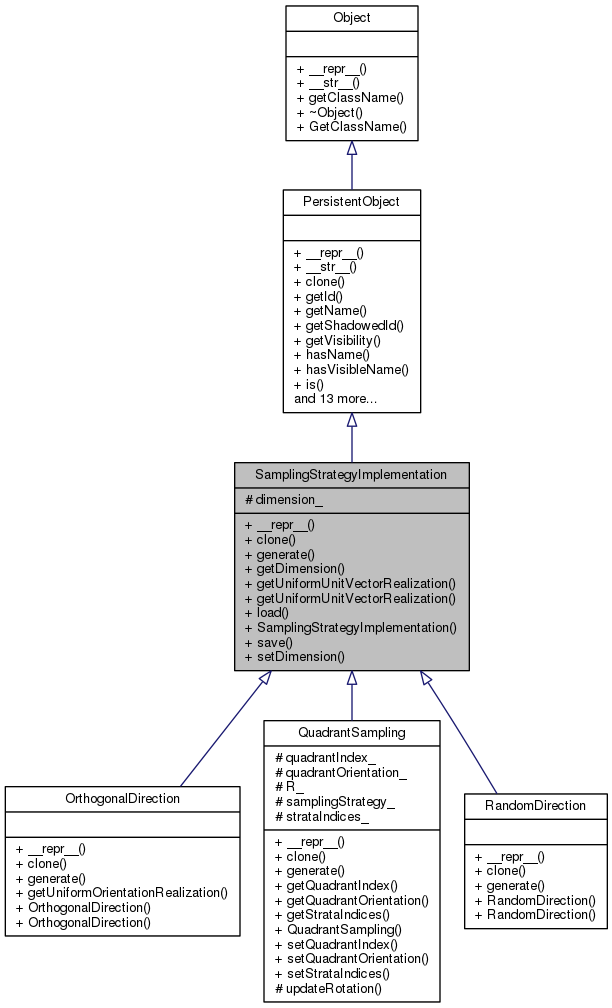 Object
+ __repr__()
+ __str__()
+ getClassName()
+ ~Object()
+ GetClassName()
PersistentObject
+ __repr__()
+ __str__()
+ clone()
+ getId()
+ getName()
+ getShadowedId()
+ getVisibility()
+ hasName()
+ hasVisibleName()
+ is()
and 13 more...
SamplingStrategyImplementation
# dimension_
+ __repr__()
+ clone()
+ generate()
+ getDimension()
+ getUniformUnitVectorRealization()
+ getUniformUnitVectorRealization()
+ load()
+ SamplingStrategyImplementation()
+ save()
+ setDimension()
OrthogonalDirection
+ __repr__()
+ clone()
+ generate()
+ getUniformOrientationRealization()
+ OrthogonalDirection()
+ OrthogonalDirection()
QuadrantSampling
# quadrantIndex_
# quadrantOrientation_
# R_
# samplingStrategy_
# strataIndices_
+ __repr__()
+ clone()
+ generate()
+ getQuadrantIndex()
+ getQuadrantOrientation()
+ getStrataIndices()
+ QuadrantSampling()
+ setQuadrantIndex()
+ setQuadrantOrientation()
+ setStrataIndices()
# updateRotation()
RandomDirection
+ __repr__()
+ clone()
+ generate()
+ RandomDirection()
+ RandomDirection()